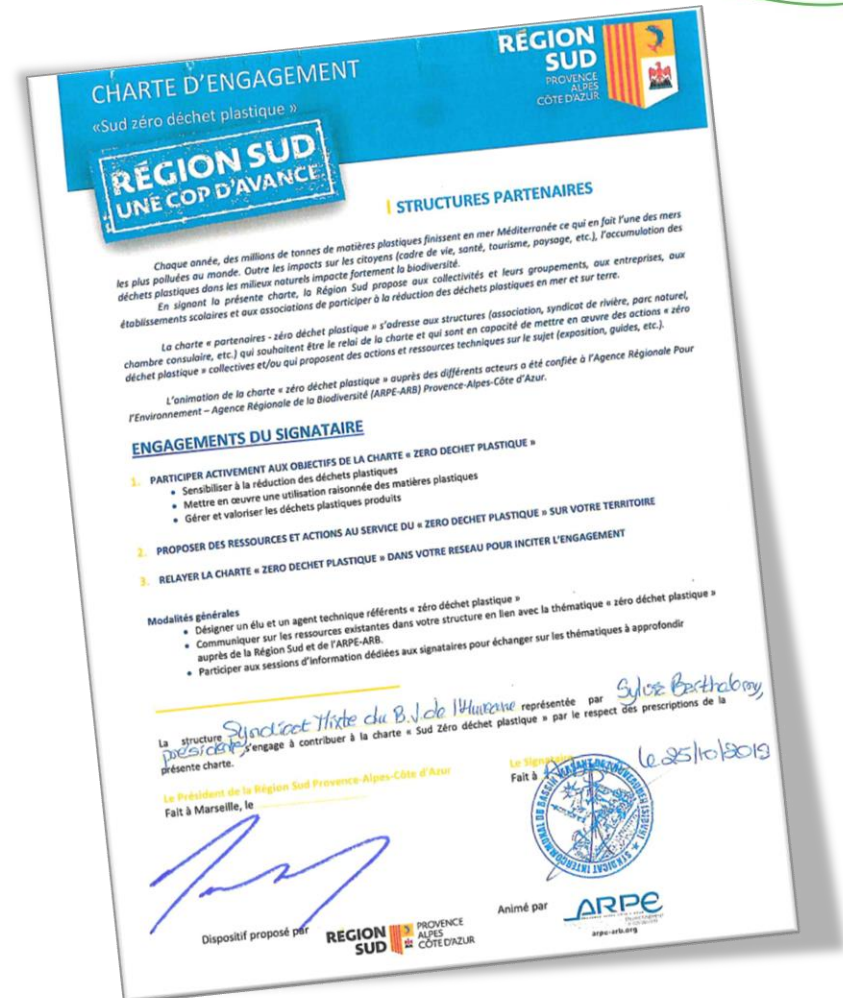 CHARTE D'ENGAGEMENT
«Sud zéro déchet plastique »
RÉGION SUD
UNE COP D'AVANCE
RÉGION
SUD
PROVENCE
ALPES
CÔTE D'AZUR
STRUCTURES PARTENAIRES
Chaque année, des millions de tonnes de matières plastiques finissent en mer Méditerranée ce qui en fait l'une des mers
les plus polluées au monde. Outre les impacts sur les citoyens (cadre de vie, santé, tourisme, paysage, etc.), l'accumulation des
déchets plastiques dans les milieux naturels impacte fortement la biodiversité.
En signant la présente charte, la Région Sud propose aux collectivités et leurs groupements, aux entreprises, aux
établissements scolaires et aux associations de participer à la réduction des déchets plastiques en mer et sur terre.
La charte « partenaires - zéro déchet plastique » s'adresse aux structures (association, syndicat de rivière, parc naturel,
chambre consulaire, etc.) qui souhaitent être le relai de la charte et qui sont en capacité de mettre en œuvre des actions « zéro
déchet plastique » collectives et/ou qui proposent des actions et ressources techniques sur le sujet (exposition, guides, etc.).
L'animation de la charte « zéro déchet plastique » auprès des différents acteurs a été confiée à l'Agence Régionale Pour
l'Environnement – Agence Régionale de la Biodiversité (ARPE-ARB) Provence-Alpes-Côte d'Azur.
ENGAGEMENTS DU SIGNATAIRE
1. PARTICIPER ACTIVEMENT AUX OBJECTIFS DE LA CHARTE « ZERO DECHET PLASTIQUE »
• Sensibiliser à la réduction des déchets plastiques
• Mettre en œuvre une utilisation raisonnée des matières plastiques
• Gérer et valoriser les déchets plastiques produits
2. PROPOSER DES RESSOURCES ET ACTIONS AU SERVICE DU « ZERO DECHET PLASTIQUE » SUR VOTRE TERRITOIRE
3. RELAYER LA CHARTE « ZERO DECHET PLASTIQUE » DANS VOTRE RESEAU POUR INCITER L'ENGAGEMENT
Modalités générales
• Désigner un élu et un agent technique référents « zéro déchet plastique »
• Communiquer sur les ressources existantes dans votre structure en lien avec la thématique « zéro déchet plastique »
auprès de la Région Sud et de l'ARPE-ARB.
• Participer aux sessions d'information dédiées aux signataires pour échanger sur les thématiques à approfondir
La structure Syndicat Mixte du B.V. de l'Huveaune représentée par Sylvie Barthélemy,
présidente, s'engage à contribuer à la charte « Sud Zéro déchet plastique » par le respect des prescriptions de la
présente charte.
Le Président de la Région Sud Provence-Alpes-Côte d'Azur
Fait à Marseille, le
Le Signataire
Fait à le 25/10/2019
SYNDICAT INTERCOMMUNAL DU BASSIN VERSANT
Dispositif proposé par
RÉGION
SUD
PROVENCE
ALPES
CÔTE D'AZUR
Animé par
ARPE
arpe-arb.org